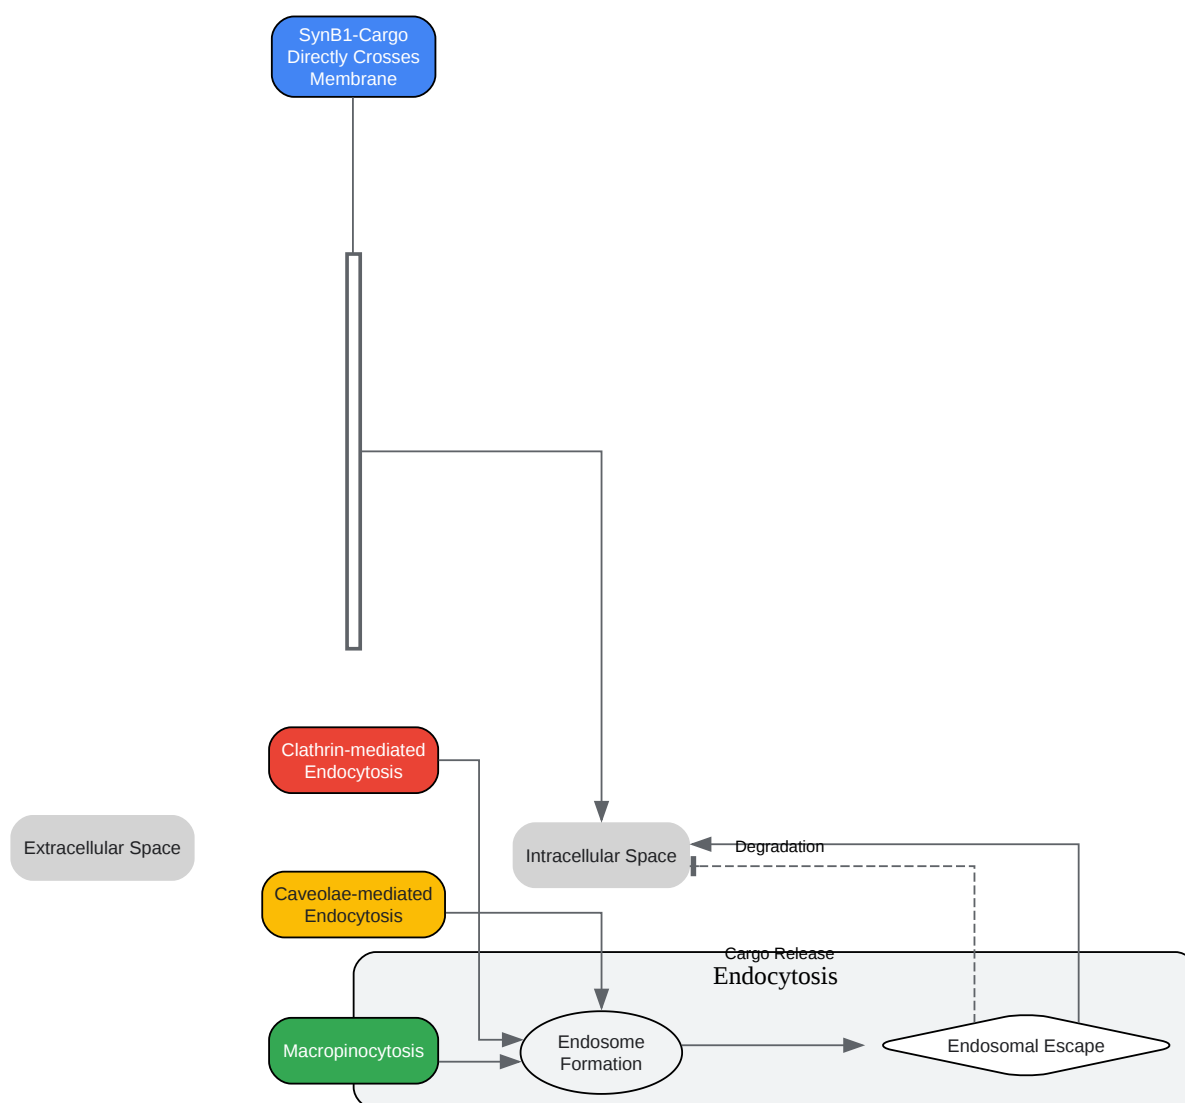 SynB1-Cargo
Directly Crosses
Membrane
Clathrin-mediated
Endocytosis
Extracellular Space
Intracellular Space
Degradation
Caveolae-mediated
Endocytosis
Cargo Release
Endocytosis
Macropinocytosis
Endosome
Formation
Endosomal Escape